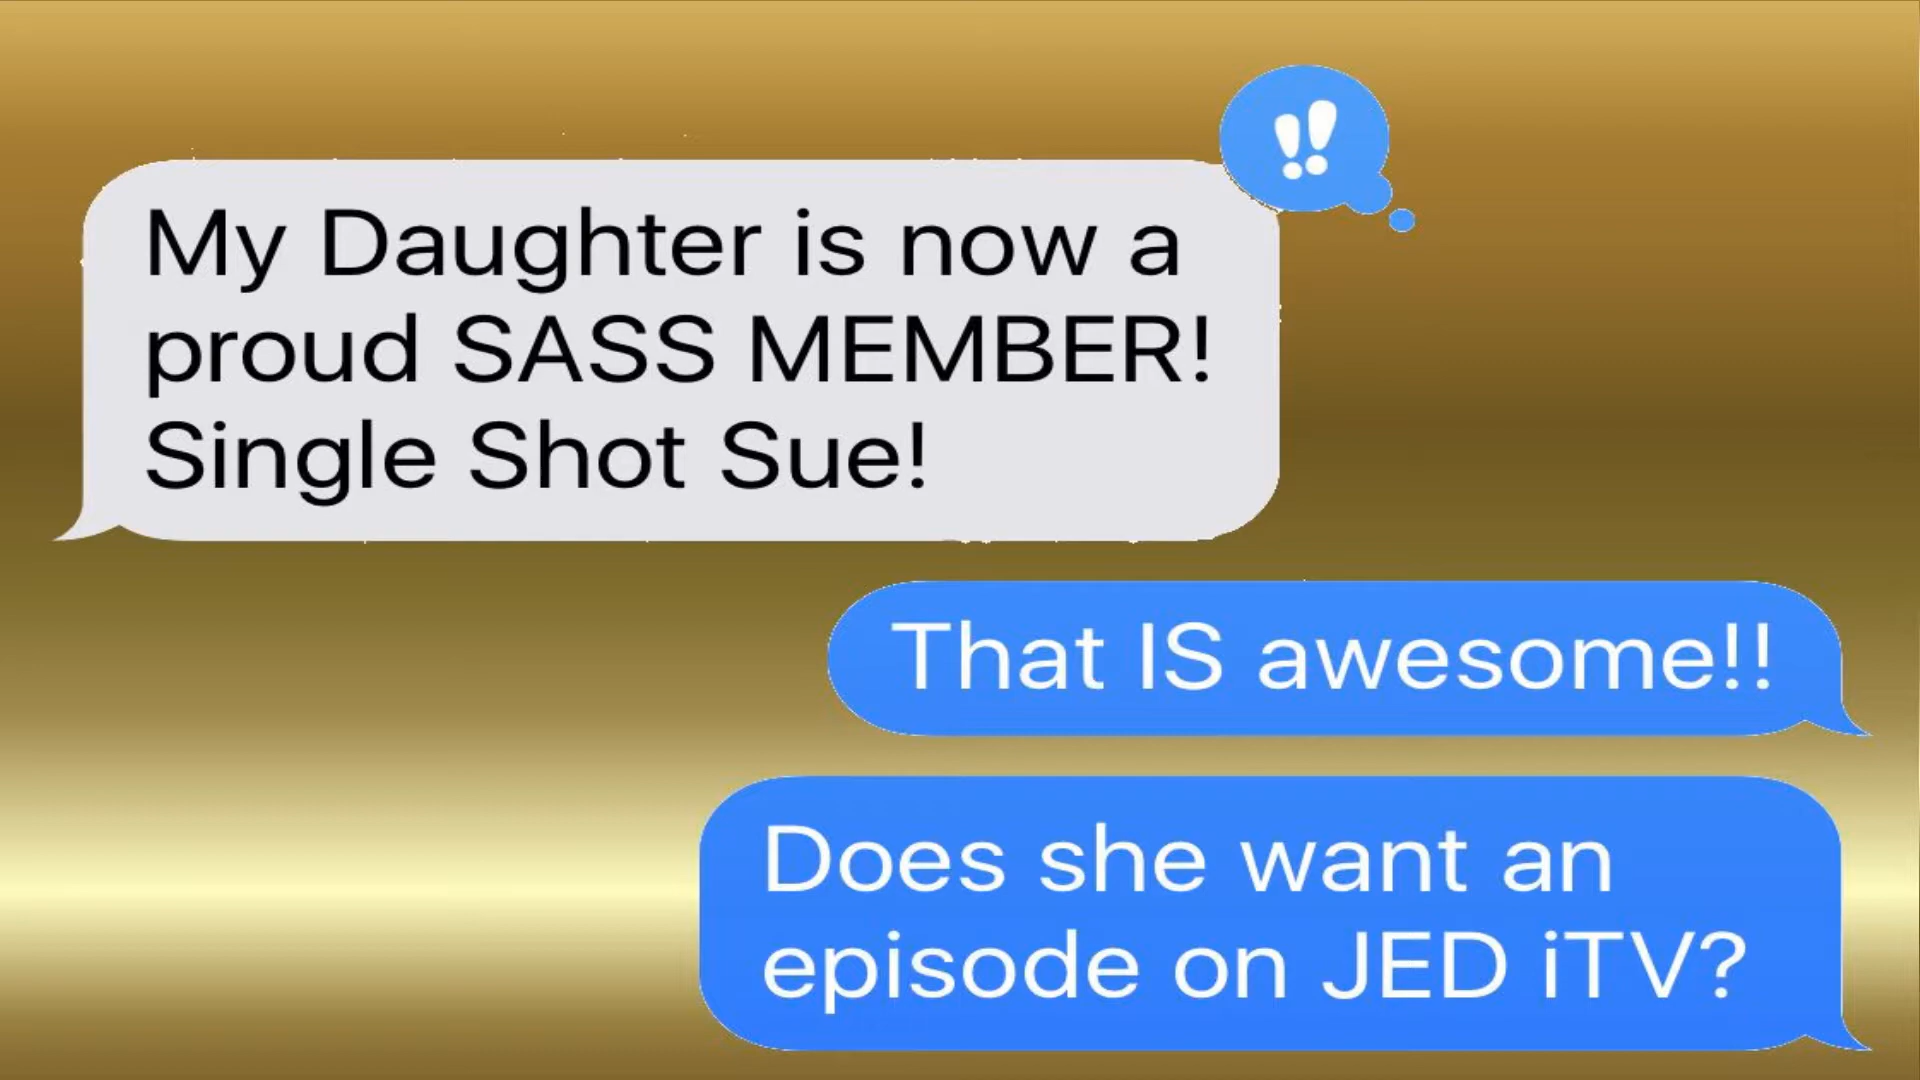 ‼
My Daughter is now a
proud SASS MEMBER!
Single Shot Sue!
That IS awesome!!
Does she want an
episode on JED iTV?